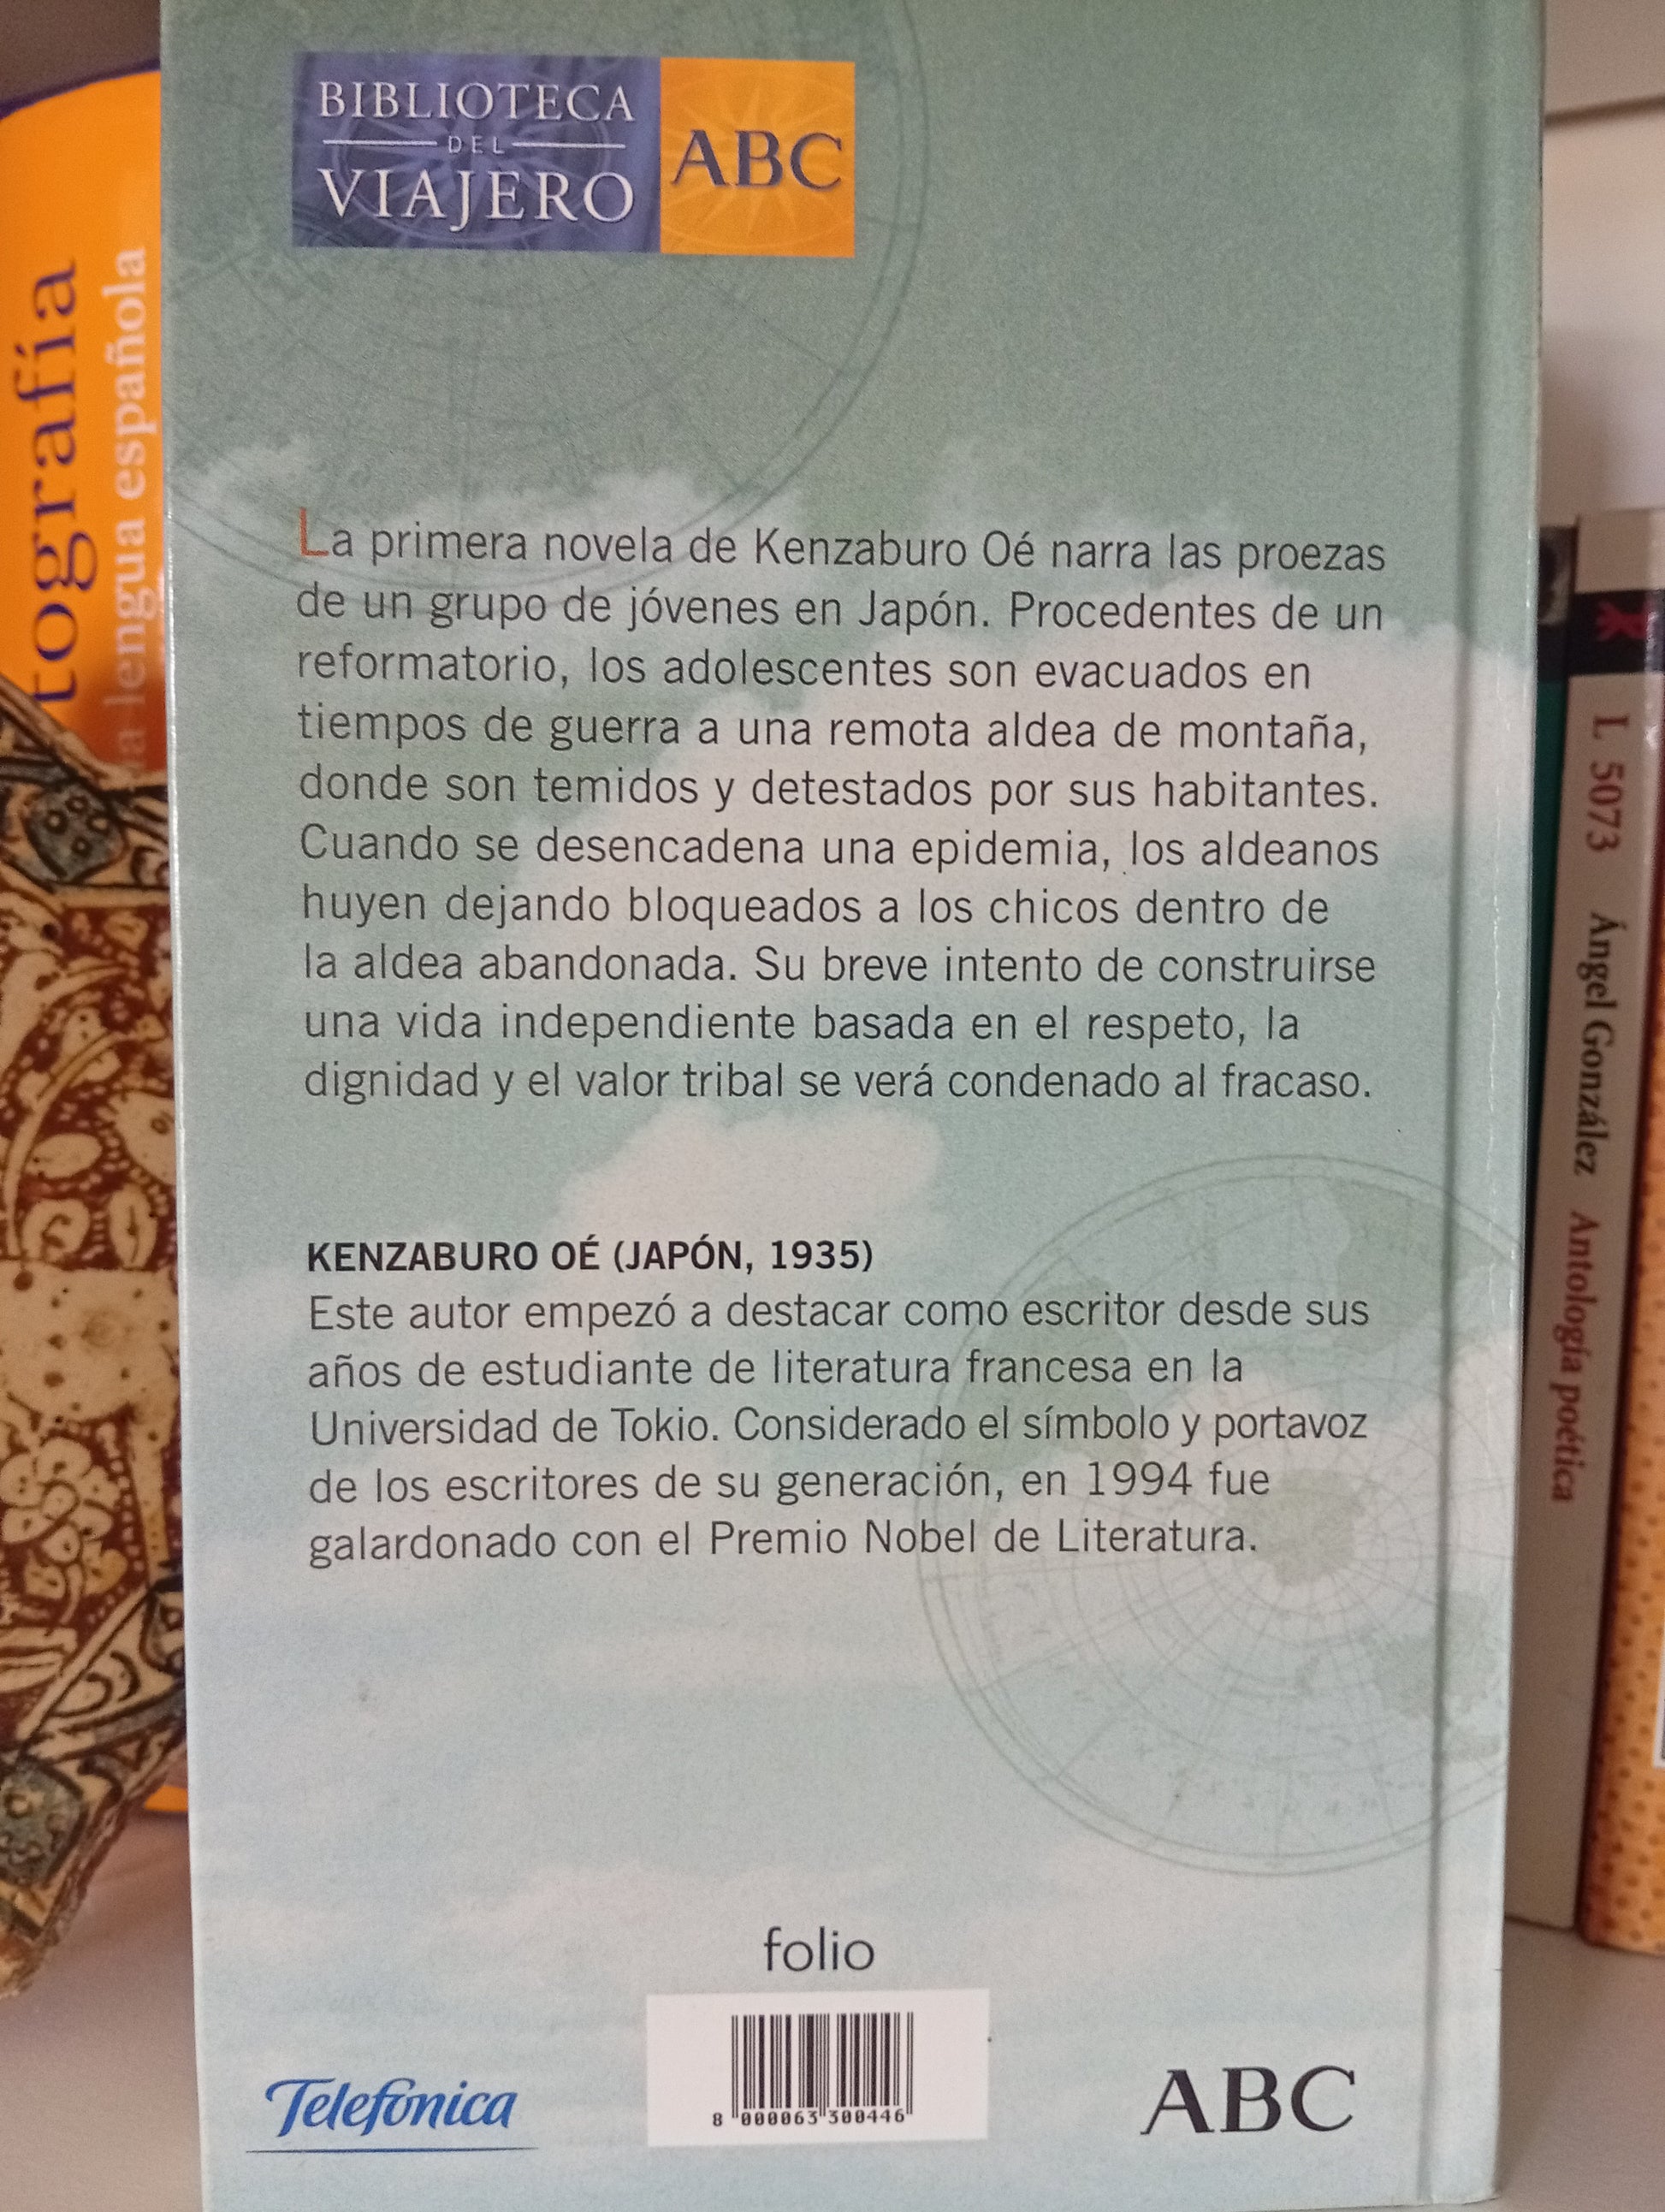 BIBLIOTECA
DEL
VIAJERO
ABC
La primera novela de Kenzaburo Oé narra las proezas
de un grupo de jóvenes en Japón. Procedentes de un
reformatorio, los adolescentes son evacuados en
tiempos de guerra a una remota aldea de montaña,
donde son temidos y detestados por sus habitantes.
Cuando se desencadena una epidemia, los aldeanos
huyen dejando bloqueados a los chicos dentro de
la aldea abandonada. Su breve intento de construirse
una vida independiente basada en el respeto, la
dignidad y el valor tribal se verá condenado al fracaso.
KENZABURO OÉ (JAPÓN, 1935)
Este autor empezó a destacar como escritor desde sus
años de estudiante de literatura francesa en la
Universidad de Tokio. Considerado el símbolo y portavoz
de los escritores de su generación, en 1994 fue
galardonado con el Premio Nobel de Literatura.
folio
8 000063 300446
Telefónica
ABC
tografía
a lengua española
L 5073 Ángel González Antología poética